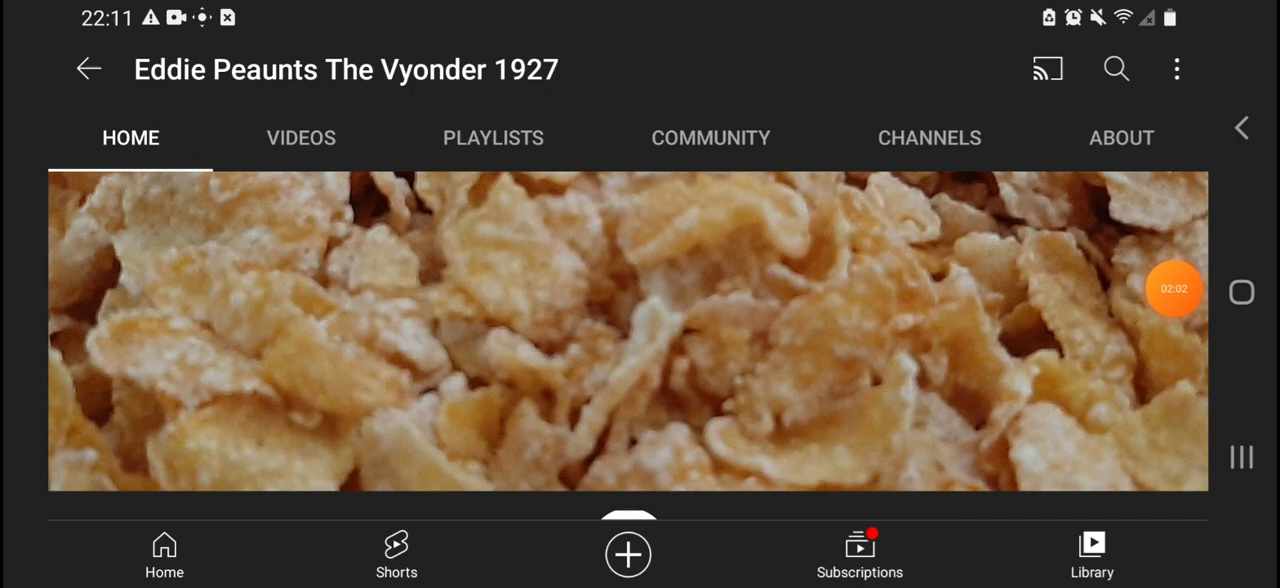 22:11
Eddie Peaunts The Vyonder 1927
HOME VIDEOS PLAYLISTS COMMUNITY CHANNELS ABOUT
02:02
Home Shorts Subscriptions Library